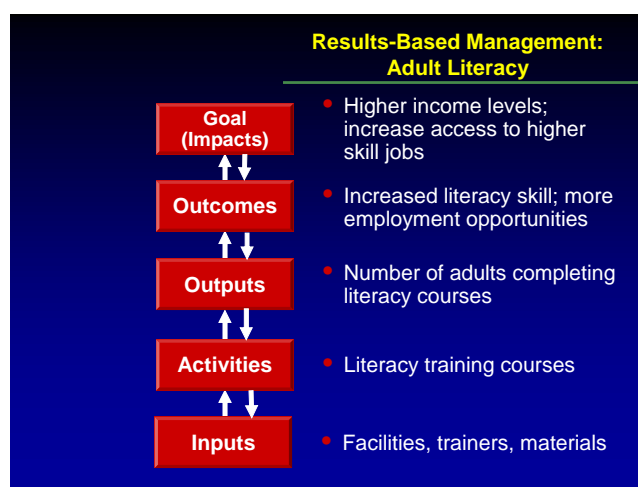 Results-Based Management:
Adult Literacy
Goal
(Impacts)
• Higher income levels;
increase access to higher
skill jobs
Outcomes
• Increased literacy skill; more
employment opportunities
Outputs
• Number of adults completing
literacy courses
Activities
• Literacy training courses
Inputs
• Facilities, trainers, materials